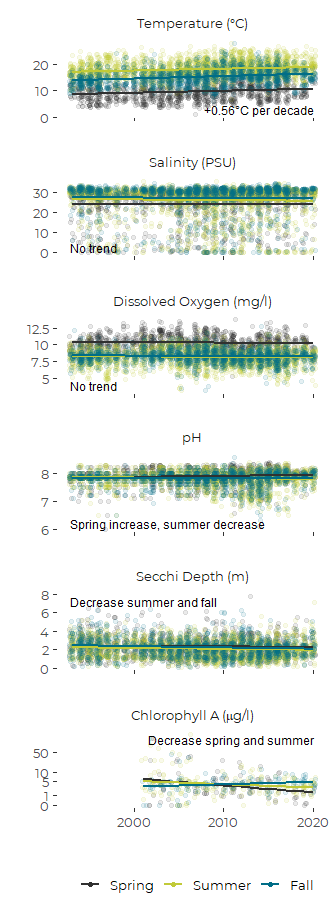 Temperature (°C)
20
10
0
+0.56°C per decade
Salinity (PSU)
30
20
10
0
No trend
Dissolved Oxygen (mg/l)
12.5
10
7.5
5
No trend
pH
8
7
6
Spring increase, summer decrease
Secchi Depth (m)
8
6
4
2
0
Decrease summer and fall
Chlorophyll A (µg/l)
Decrease spring and summer
50
10
5
1
0
2000 2010 2020
Spring Summer Fall